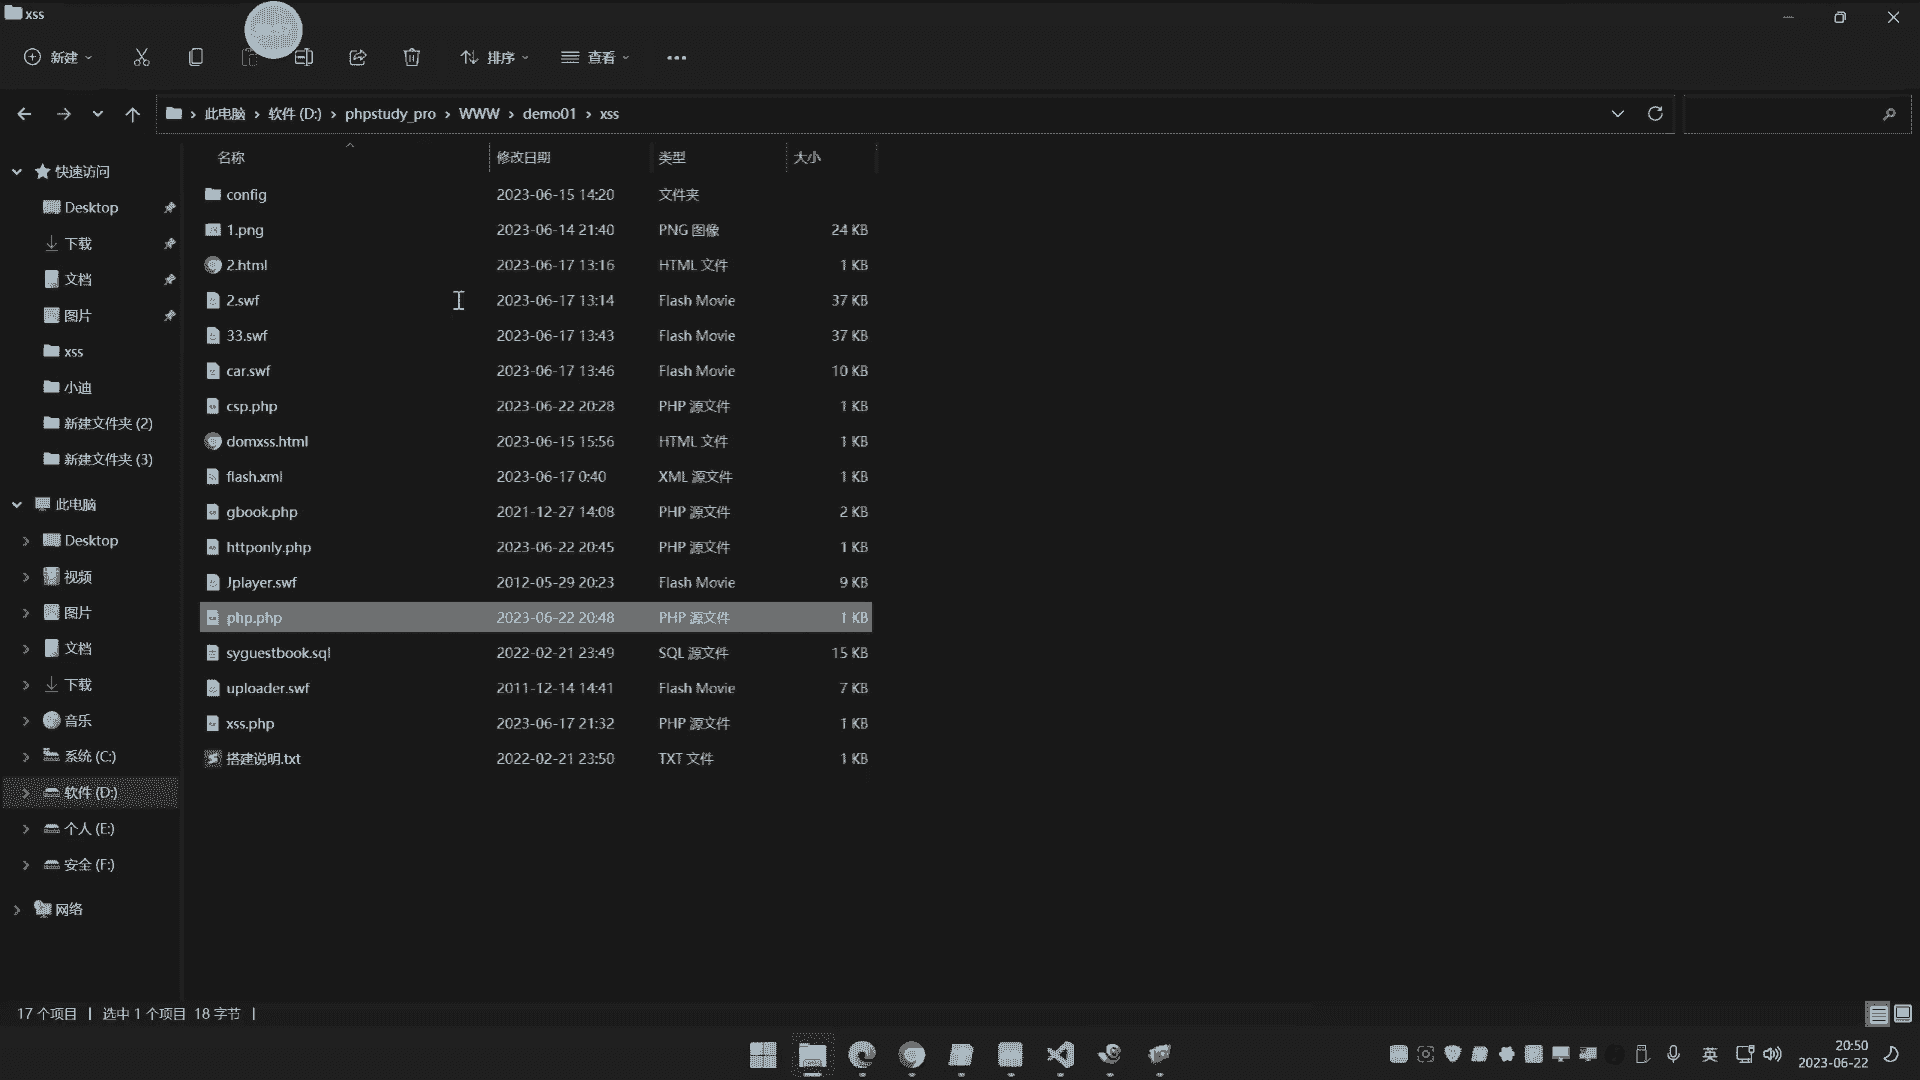 xss
新建
排序
查看
此电脑 > 软件 (D:) > phpstudy_pro > WWW > demo01 > xss
名称 修改日期 类型 大小
config 2023-06-15 14:20 文件夹
1.png 2023-06-14 21:40 PNG 图像 24 KB
2.html 2023-06-17 13:16 HTML 文件 1 KB
2.swf 2023-06-17 13:14 Flash Movie 37 KB
33.swf 2023-06-17 13:43 Flash Movie 37 KB
car.swf 2023-06-17 13:46 Flash Movie 10 KB
csp.php 2023-06-22 20:28 PHP 源文件 1 KB
domxss.html 2023-06-15 15:56 HTML 文件 1 KB
flash.xml 2023-06-17 0:40 XML 源文件 1 KB
gbook.php 2021-12-27 14:08 PHP 源文件 2 KB
httponly.php 2023-06-22 20:45 PHP 源文件 1 KB
Jplayer.swf 2012-05-29 20:23 Flash Movie 9 KB
php.php 2023-06-22 20:48 PHP 源文件 1 KB
syguestbook.sql 2022-02-21 23:49 SQL 源文件 15 KB
uploader.swf 2011-12-14 14:41 Flash Movie 7 KB
xss.php 2023-06-17 21:32 PHP 源文件 1 KB
搭建说明.txt 2022-02-21 23:50 TXT 文件 1 KB
快速访问
Desktop
下载
文档
图片
xss
小迪
新建文件夹 (2)
新建文件夹 (3)
此电脑
Desktop
视频
图片
文档
下载
音乐
系统 (C:)
软件 (D:)
个人 (E:)
安全 (F:)
网络
17 个项目 | 选中 1 个项目 18 字节 |
英
20:50
2023-06-22